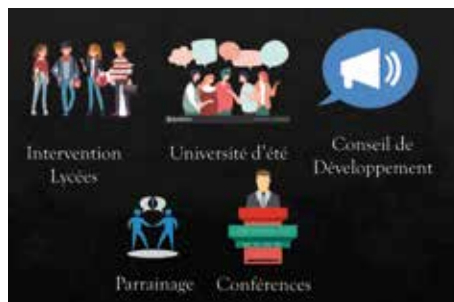 Intervention
Lycées
Université d'été
Conseil de
Développement
Parrainage
Conférences